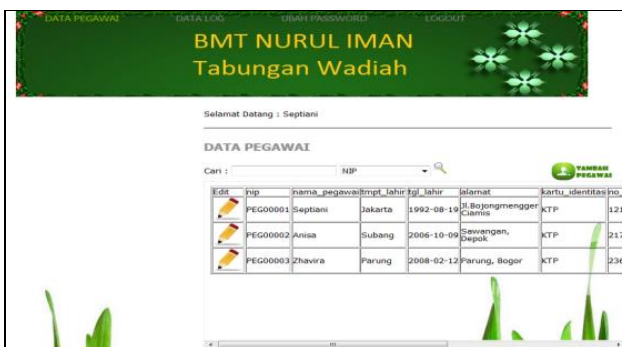 DATA PEGAWAI DATA LOG UBAH PASSWORD LOGOUT
BMT NURUL IMAN
Tabungan Wadiah
Selamat Datang : Septiani
DATA PEGAWAI
Cari : NIP TAMBAH PEGAWAI
Edit nip nama_pegawai tmpt_lahir tgl_lahir alamat kartu_identitas no_
PEG00001 Septiani Jakarta 1992-08-19 Jl.Bojongmengger Ciamis KTP 121
PEG00002 Anisa Subang 2006-10-09 Sawangan, Depok KTP 217
PEG00003 Zhavira Parung 2008-02-12 Parung, Bogor KTP 236